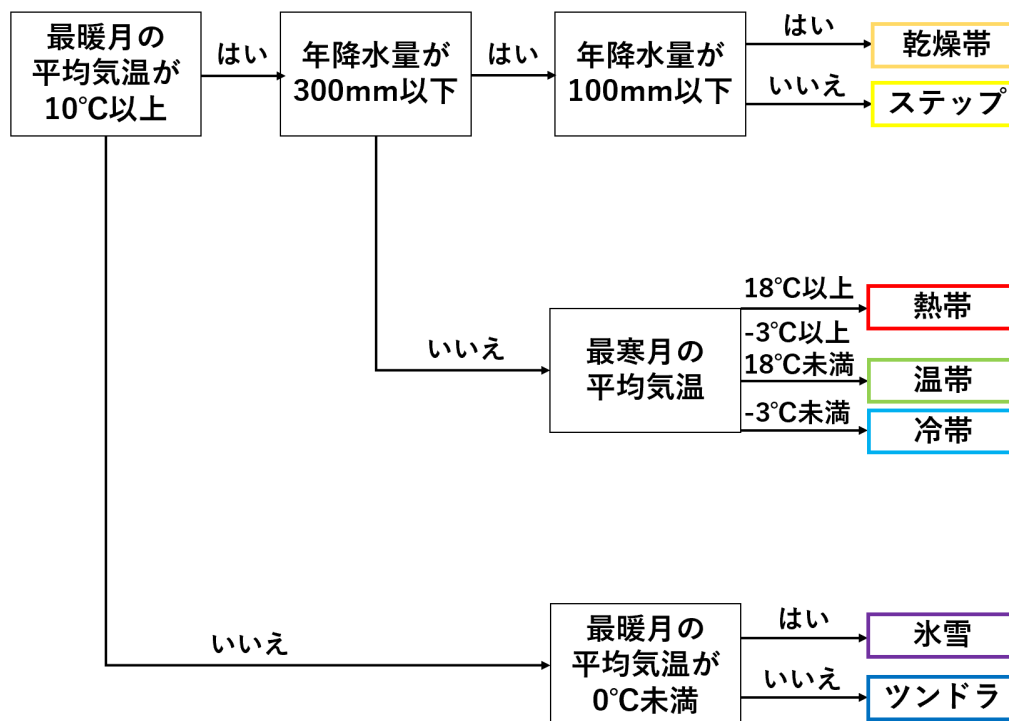 最暖月の
平均気温が
10℃以上
はい
年降水量が
300mm以下
はい
年降水量が
100mm以下
はい
乾燥帯
いいえ
ステップ
いいえ
最寒月の
平均気温
18℃以上
熱帯
-3℃以上
18℃未満
温帯
-3℃未満
冷帯
いいえ
最暖月の
平均気温が
0℃未満
はい
氷雪
いいえ
ツンドラ